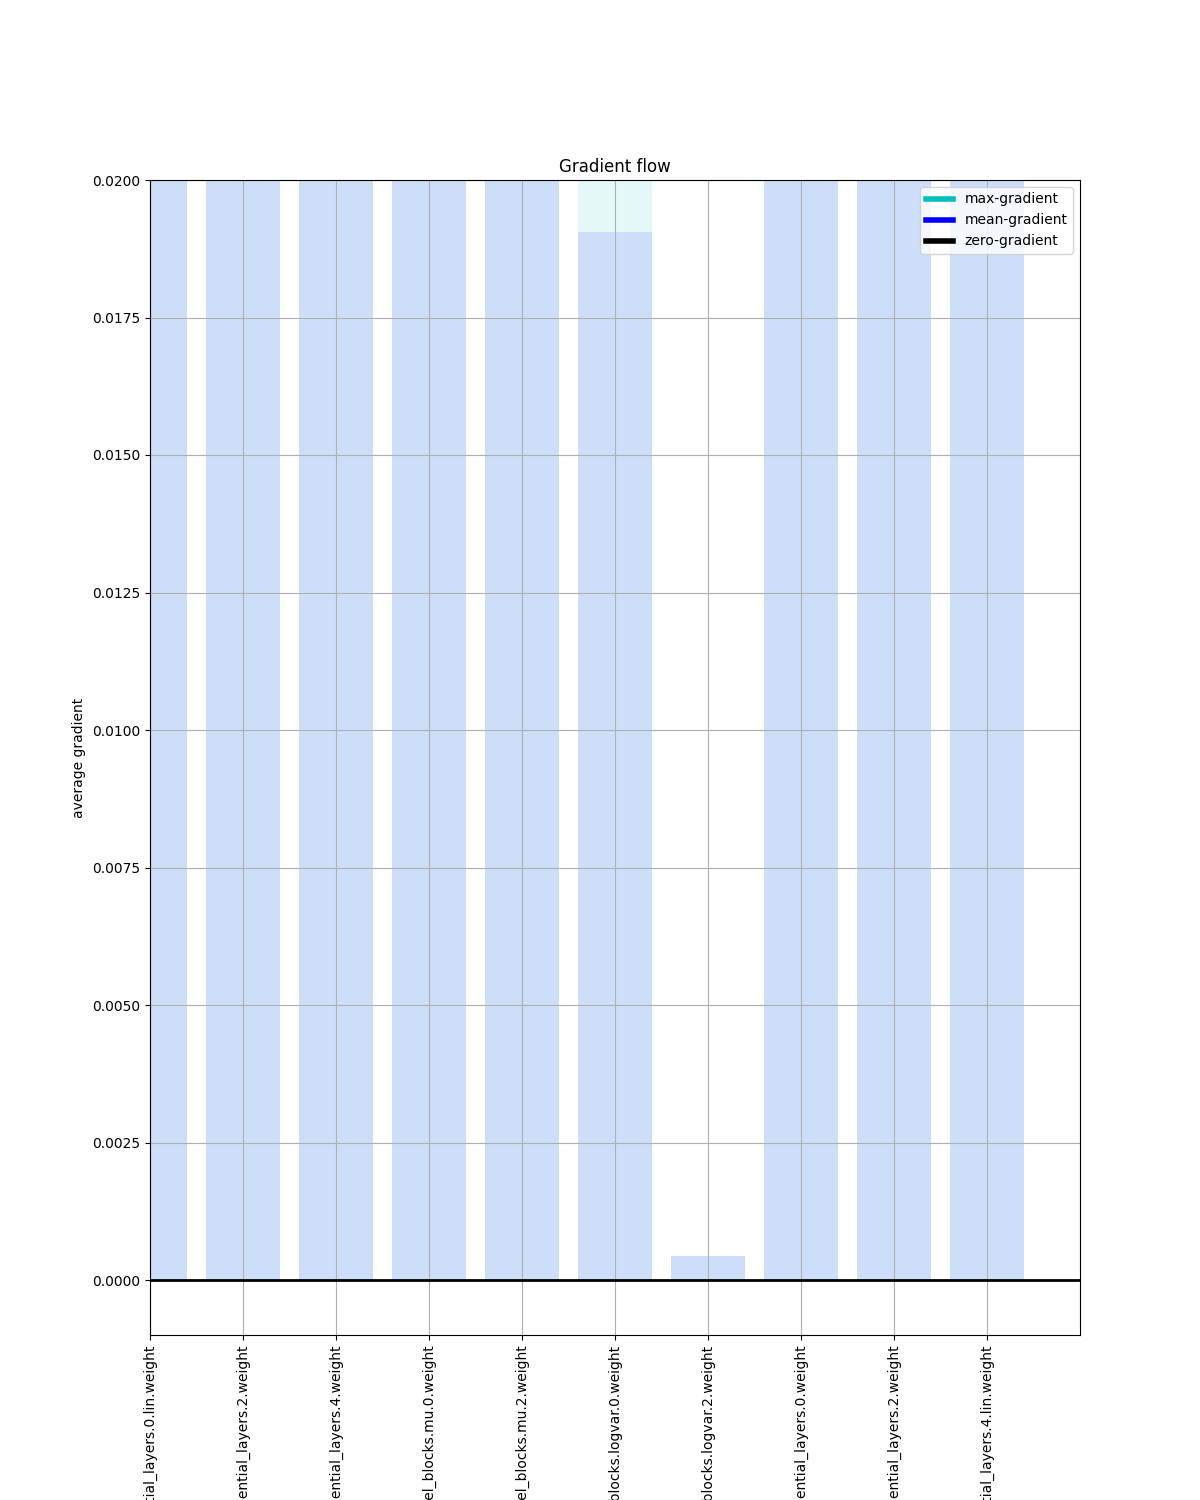 Gradient flow
max-gradient
mean-gradient
zero-gradient
average gradient
0.0200
0.0175
0.0150
0.0125
0.0100
0.0075
0.0050
0.0025
0.0000
tial_layers.0.lin.weight
ential_layers.2.weight
ential_layers.4.weight
el_blocks.mu.0.weight
el_blocks.mu.2.weight
blocks.logvar.0.weight
blocks.logvar.2.weight
ential_layers.0.weight
ential_layers.2.weight
tial_layers.4.lin.weight